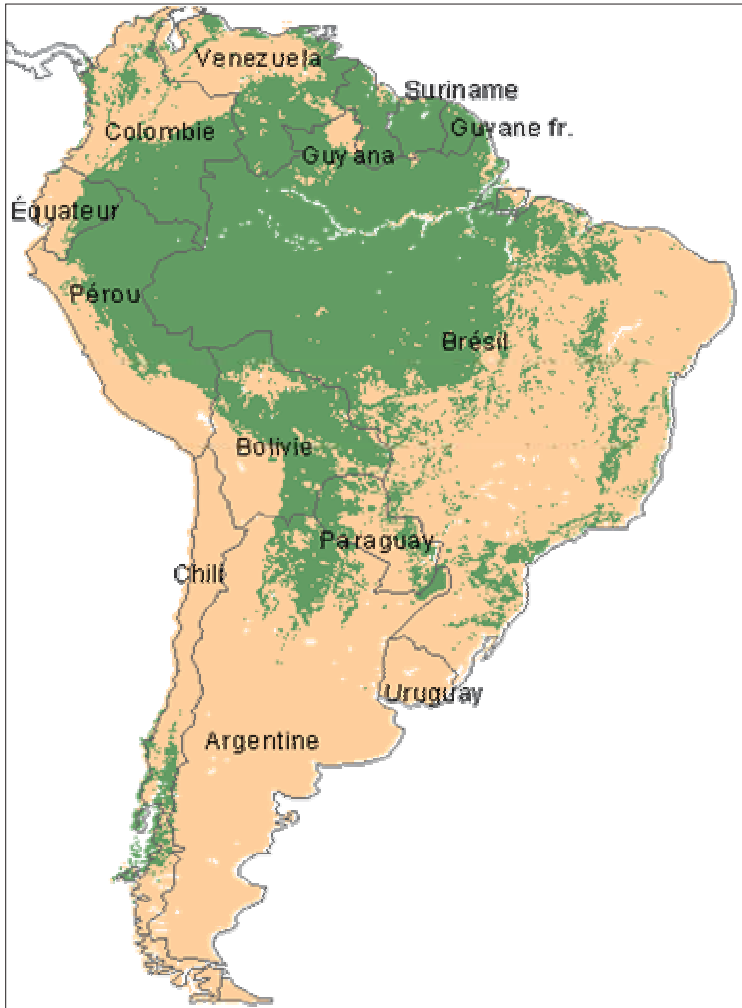 Venezuela
Suriname
Guyane fr.
Colombie
Guyana
Équateur
Pérou
Brésil
Bolivie
Paraguay
Chili
Uruguay
Argentine